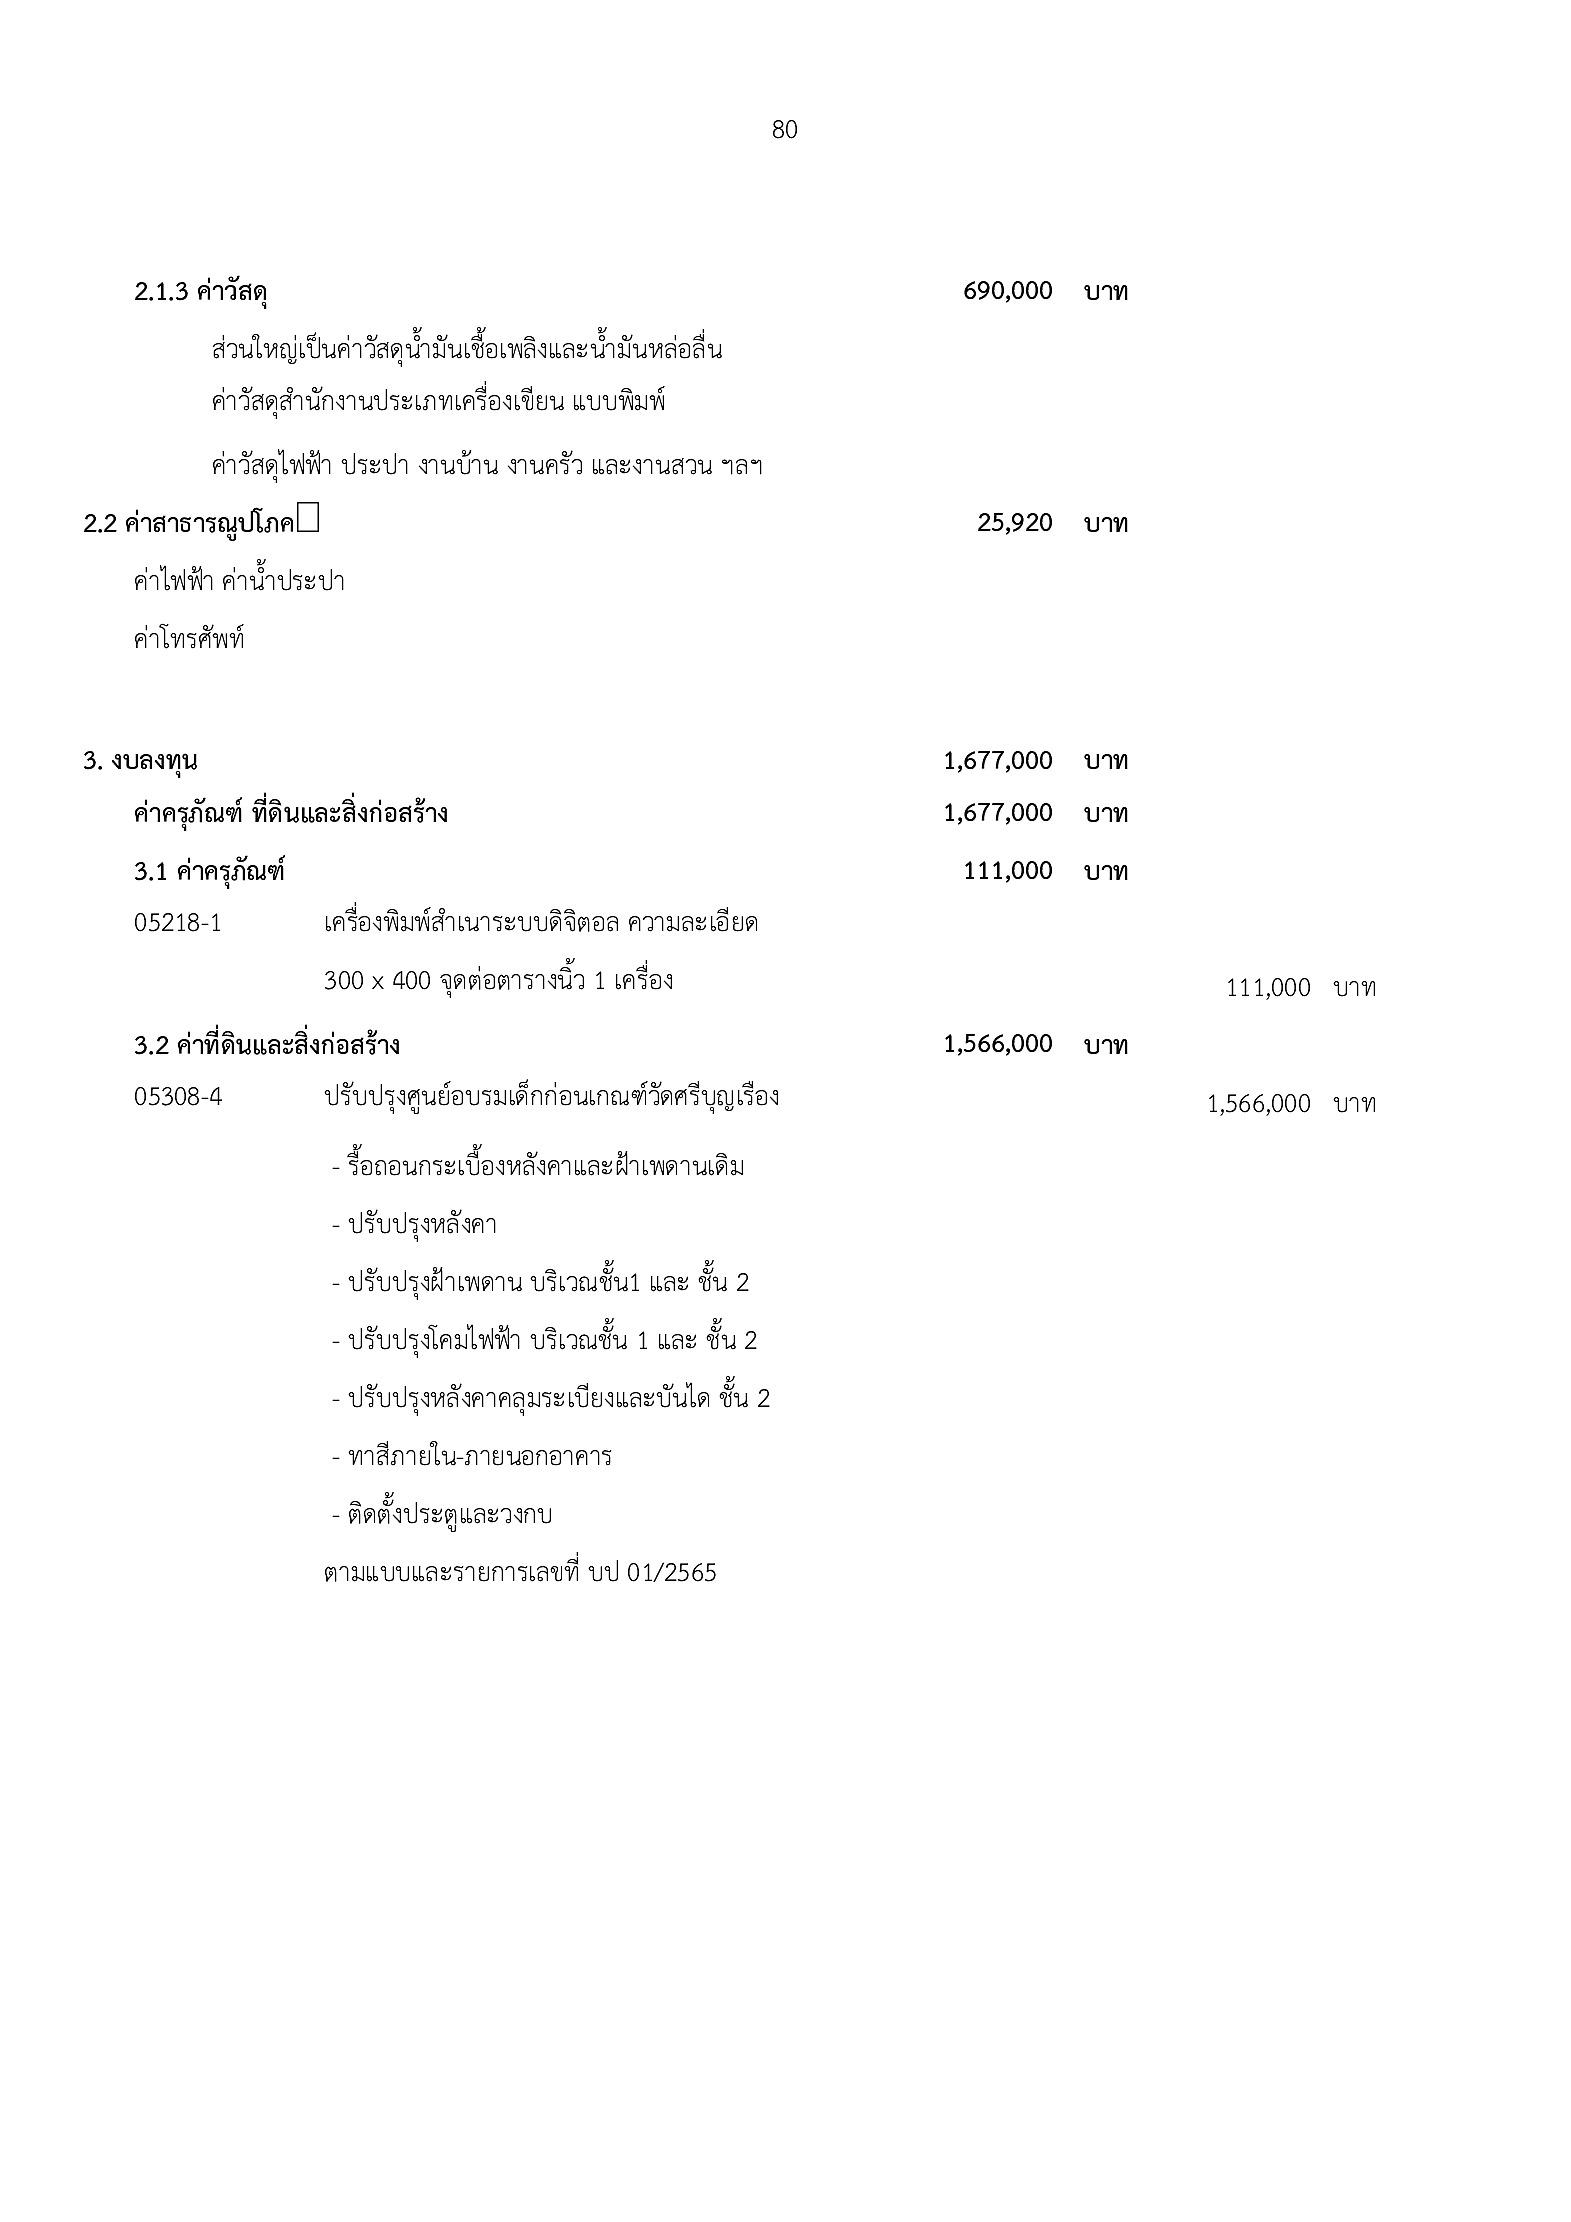 80
2.1.3 ค่าวัสดุ 690,000 บาท
ส่วนใหญ่เป็นค่าวัสดุน้ำมันเชื้อเพลิงและน้ำมันหล่อลื่น
ค่าวัสดุสำนักงานประเภทเครื่องเขียน แบบพิมพ์
ค่าวัสดุไฟฟ้า ประปา งานบ้าน งานครัว และงานสวน ฯลฯ
2.2 ค่าสาธารณูปโภค 25,920 บาท
ค่าไฟฟ้า ค่าน้ำประปา
ค่าโทรศัพท์
3. งบลงทุน 1,677,000 บาท
ค่าครุภัณฑ์ ที่ดินและสิ่งก่อสร้าง 1,677,000 บาท
3.1 ค่าครุภัณฑ์ 111,000 บาท
05218-1 เครื่องพิมพ์สำเนาระบบดิจิตอล ความละเอียด
300 x 400 จุดต่อตารางนิ้ว 1 เครื่อง 111,000 บาท
3.2 ค่าที่ดินและสิ่งก่อสร้าง 1,566,000 บาท
05308-4 ปรับปรุงศูนย์อบรมเด็กก่อนเกณฑ์วัดศรีบุญเรือง 1,566,000 บาท
- รื้อถอนกระเบื้องหลังคาและฝ้าเพดานเดิม
- ปรับปรุงหลังคา
- ปรับปรุงฝ้าเพดาน บริเวณชั้น1 และ ชั้น 2
- ปรับปรุงโคมไฟฟ้า บริเวณชั้น 1 และ ชั้น 2
- ปรับปรุงหลังคาคลุมระเบียงและบันได ชั้น 2
- ทาสีภายใน-ภายนอกอาคาร
- ติดตั้งประตูและวงกบ
ตามแบบและรายการเลขที่ บป 01/2565